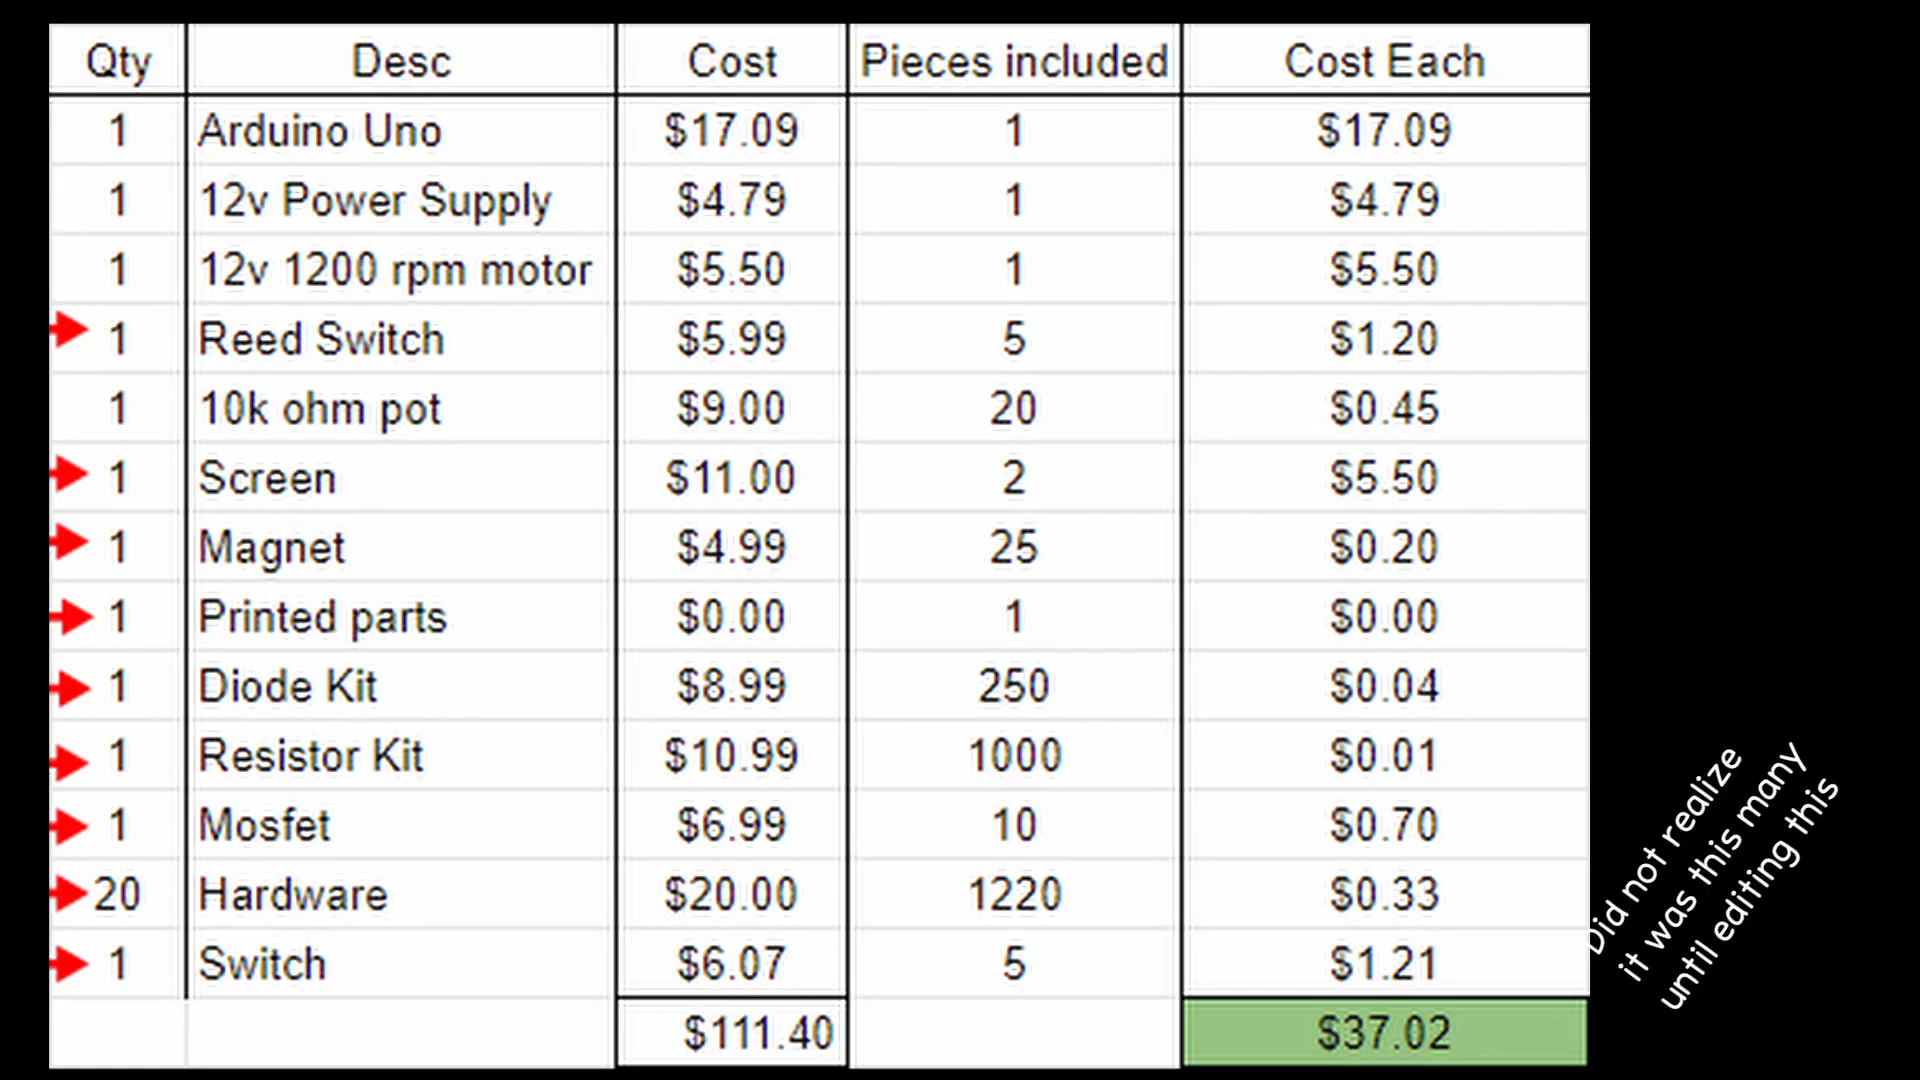 Qty Desc Cost Pieces included Cost Each
1 Arduino Uno $17.09 1 $17.09
1 12v Power Supply $4.79 1 $4.79
1 12v 1200 rpm motor $5.50 1 $5.50
1 Reed Switch $5.99 5 $1.20
1 10k ohm pot $9.00 20 $0.45
1 Screen $11.00 2 $5.50
1 Magnet $4.99 25 $0.20
1 Printed parts $0.00 1 $0.00
1 Diode Kit $8.99 250 $0.04
1 Resistor Kit $10.99 1000 $0.01
1 Mosfet $6.99 10 $0.70
20 Hardware $20.00 1220 $0.33
1 Switch $6.07 5 $1.21
$111.40 $37.02
Did not realize
it was this many
until editing this